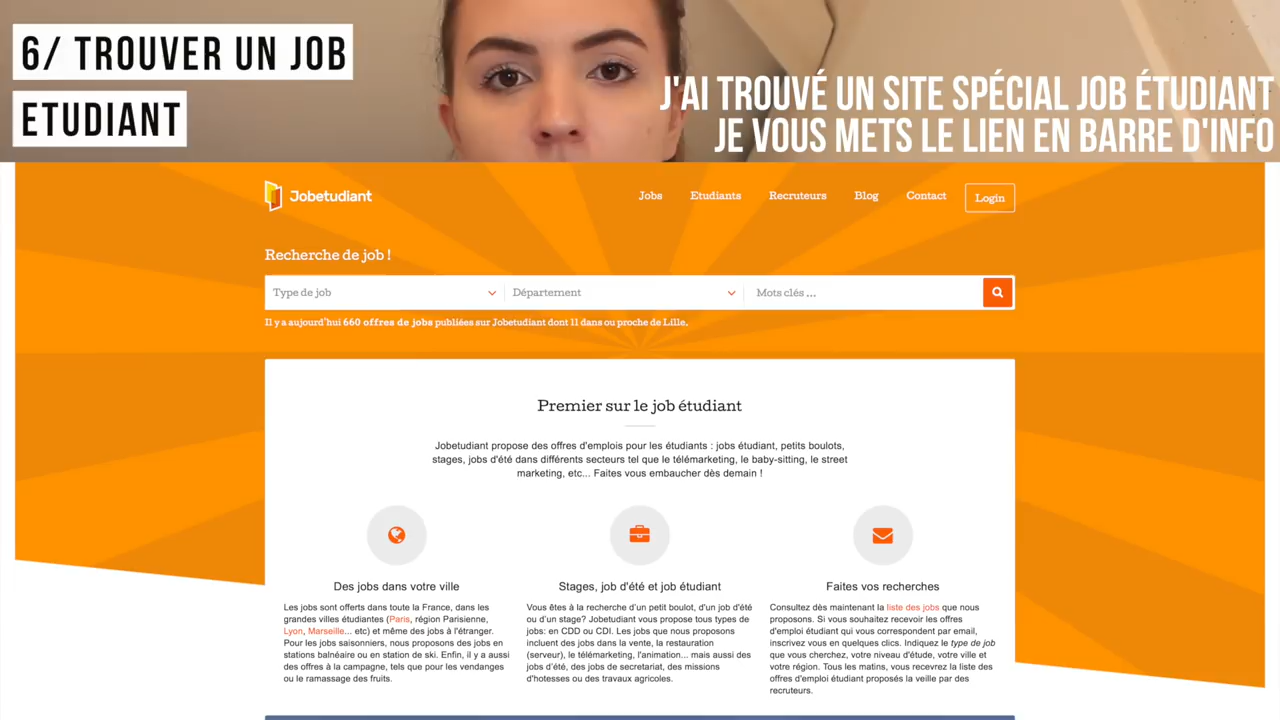 6/ TROUVER UN JOB
ETUDIANT
J'AI TROUVÉ UN SITE SPÉCIAL JOB ÉTUDIANT
JE VOUS METS LE LIEN EN BARRE D'INFO
Jobetudiant
Jobs Etudiants Recruteurs Blog Contact Login
Recherche de job !
Type de job Département Mots clés ...
Il y a aujourd'hui 660 offres de jobs publiées sur Jobetudiant dont 11 dans ou proche de Lille.
Premier sur le job étudiant
Jobetudiant propose des offres d'emplois pour les étudiants : jobs étudiant, petits boulots,
stages, jobs d'été dans différents secteurs tel que le télémarketing, le baby-sitting, le street
marketing, etc... Faites vous embaucher dès demain !
Des jobs dans votre ville
Les jobs sont offerts dans toute la France, dans les
grandes villes étudiantes (Paris, région Parisienne,
Lyon, Marseille... etc) et même des jobs à l'étranger.
Pour les jobs saisonniers, nous proposons des jobs en
stations balnéaire ou en station de ski. Enfin, il y a aussi
des offres à la campagne, tels que pour les vendanges
ou le ramassage des fruits.
Stages, job d'été et job étudiant
Vous êtes à la recherche d'un petit boulot, d'un job d'été
ou d'un stage? Jobetudiant vous propose tous types de
jobs: en CDD ou CDI. Les jobs que nous proposons
incluent des jobs dans la vente, la restauration
(serveur), le télémarketing, l'animation... mais aussi des
jobs d'été, des jobs de secretariat, des missions
d'hotesses ou des travaux agricoles.
Faites vos recherches
Consultez dès maintenant la liste des jobs que nous
proposons. Si vous souhaitez recevoir les offres
d'emploi étudiant qui vous correspondent par email,
inscrivez vous en quelques clics. Indiquez le type de job
que vous cherchez, votre niveau d'étude, votre ville et
votre région. Tous les matins, vous recevrez la liste des
offres d'emploi étudiant proposés la veille par des
recruteurs.